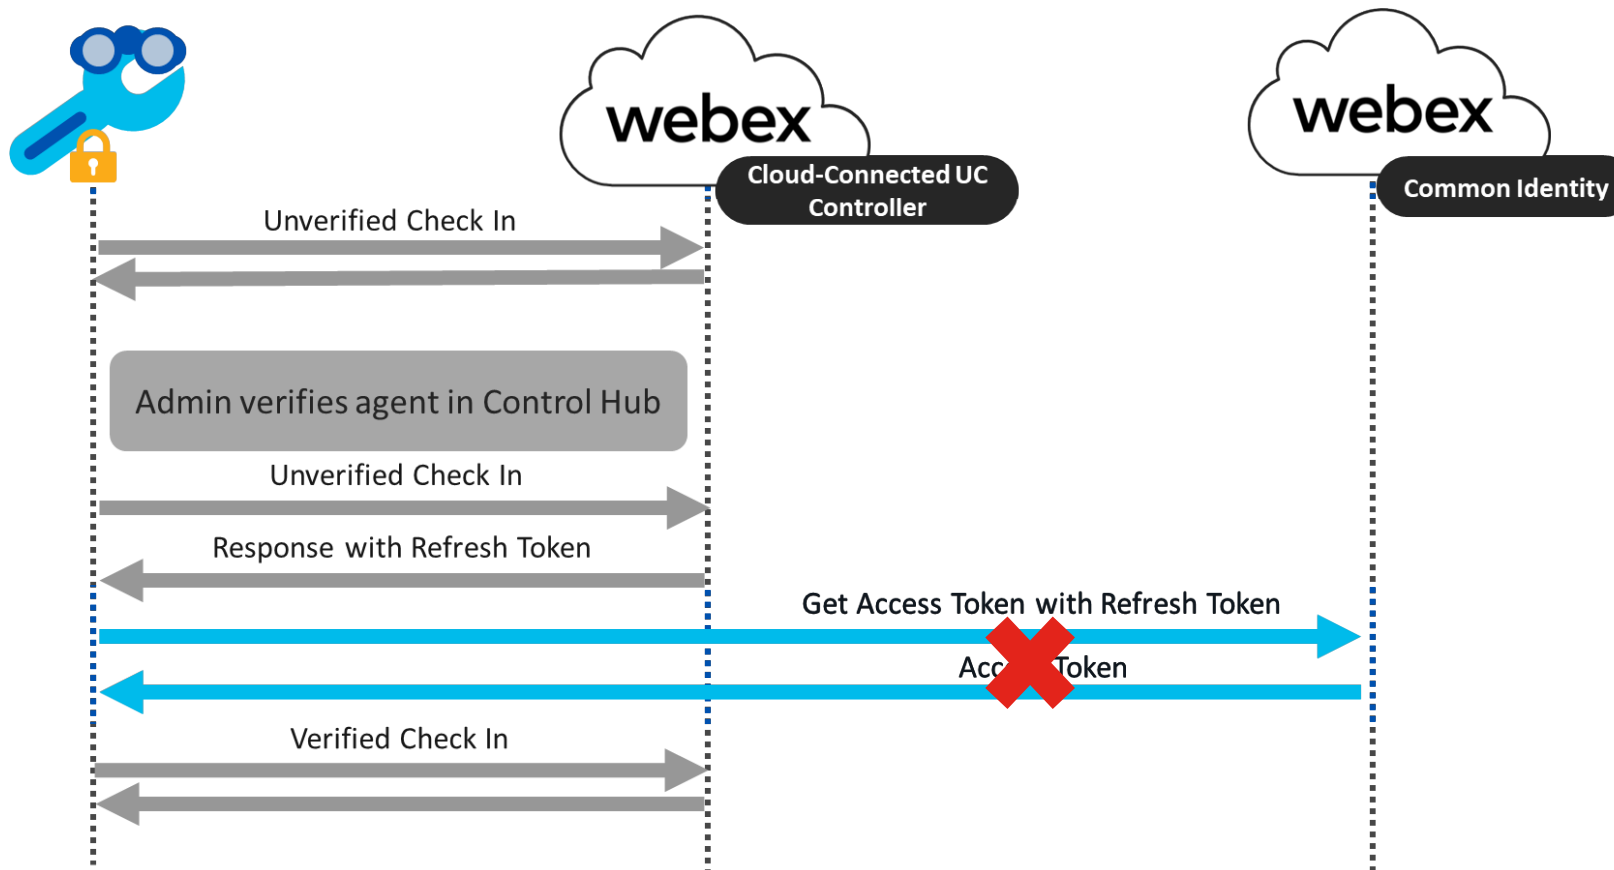 webex
Cloud-Connected UC
Controller
webex
Common Identity
Unverified Check In
Admin verifies agent in Control Hub
Unverified Check In
Response with Refresh Token
Get Access Token with Refresh Token
Token
Verified Check In